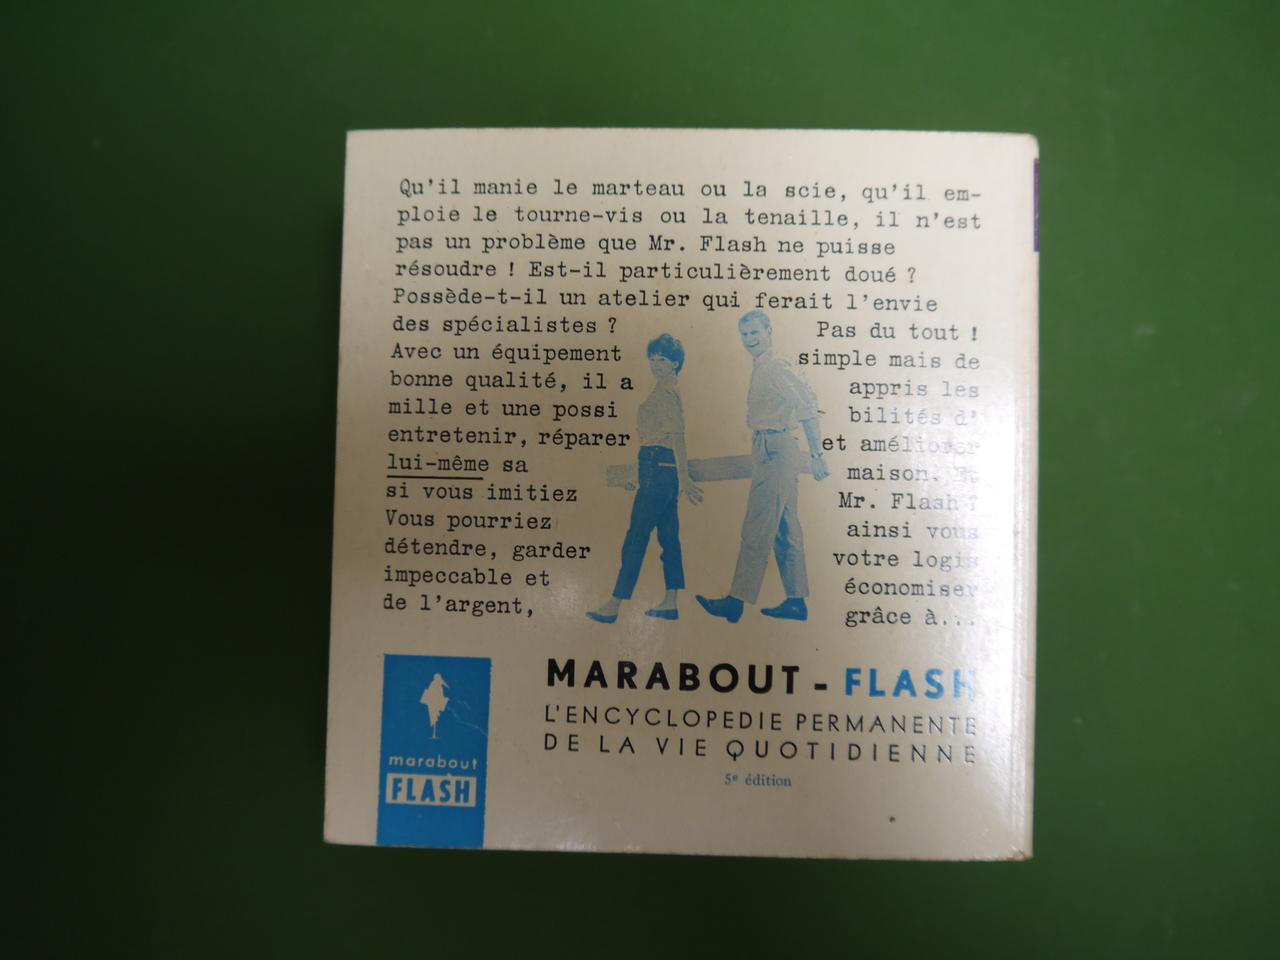 Qu'il manie le marteau ou la scie, qu'il em-
ploie le tourne-vis ou la tenaille, il n'est
pas un problème que Mr. Flash ne puisse
résoudre ! Est-il particulièrement doué ?
Possède-t-il un atelier qui ferait l'envie
des spécialistes ? Pas du tout !
Avec un équipement simple mais de
bonne qualité, il a appris les
mille et une possi bilités d'
entretenir, réparer et améliorer
lui-même sa maison. Et
si vous imitiez Mr. Flash ?
Vous pourriez ainsi vous
détendre, garder votre logis
impeccable et économiser
de l'argent, grâce à...
MARABOUT - FLASH
L'ENCYCLOPEDIE PERMANENTE
DE LA VIE QUOTIDIENNE
5e édition
marabout
FLASH